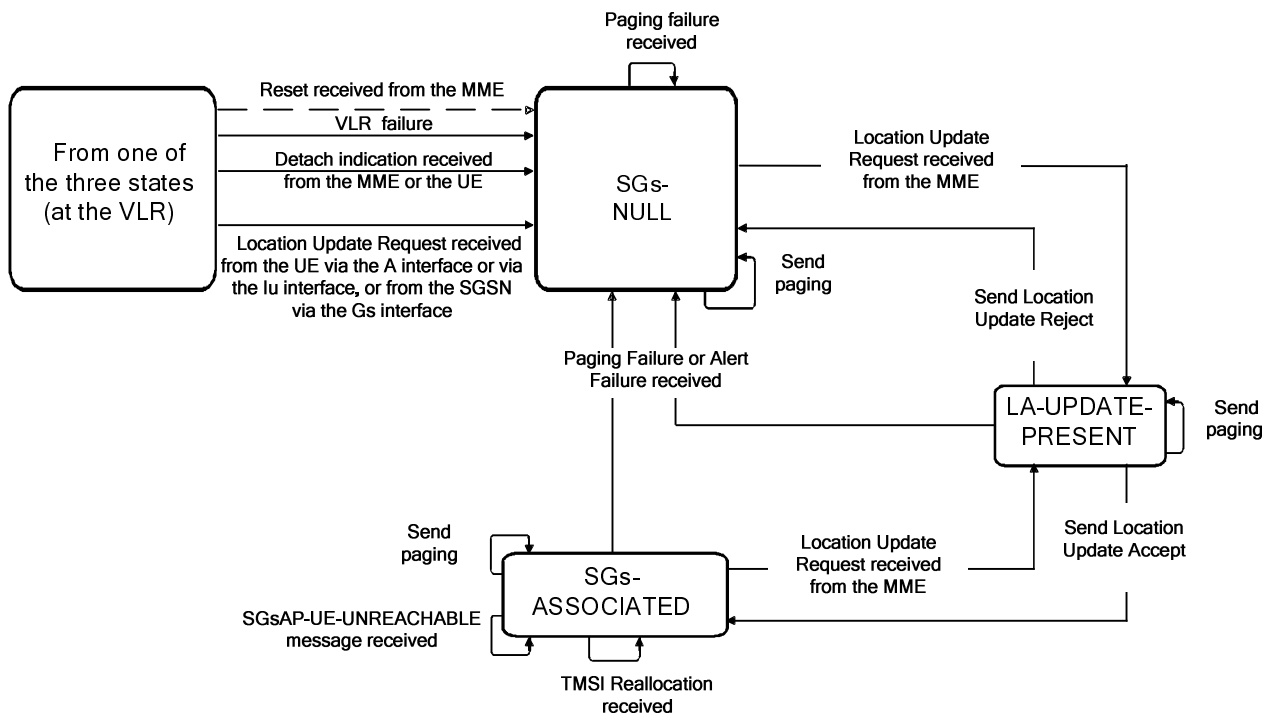 Paging failure
received
Reset received from the MME
VLR failure
Detach indication received
from the MME or the UE
Location Update Request received
from the UE via the A interface or via
the Iu interface, or from the SGSN
via the Gs interface
From one of
the three states
(at the VLR)
SGs-
NULL
Location Update
Request received
from the MME
Send
paging
Send Location
Update Reject
Paging Failure or Alert
Failure received
LA-UPDATE-
PRESENT
Send
paging
Send
paging
SGs-
ASSOCIATED
Location Update
Request received
from the MME
Send Location
Update Accept
SGsAP-UE-UNREACHABLE
message received
TMSI Reallocation
received